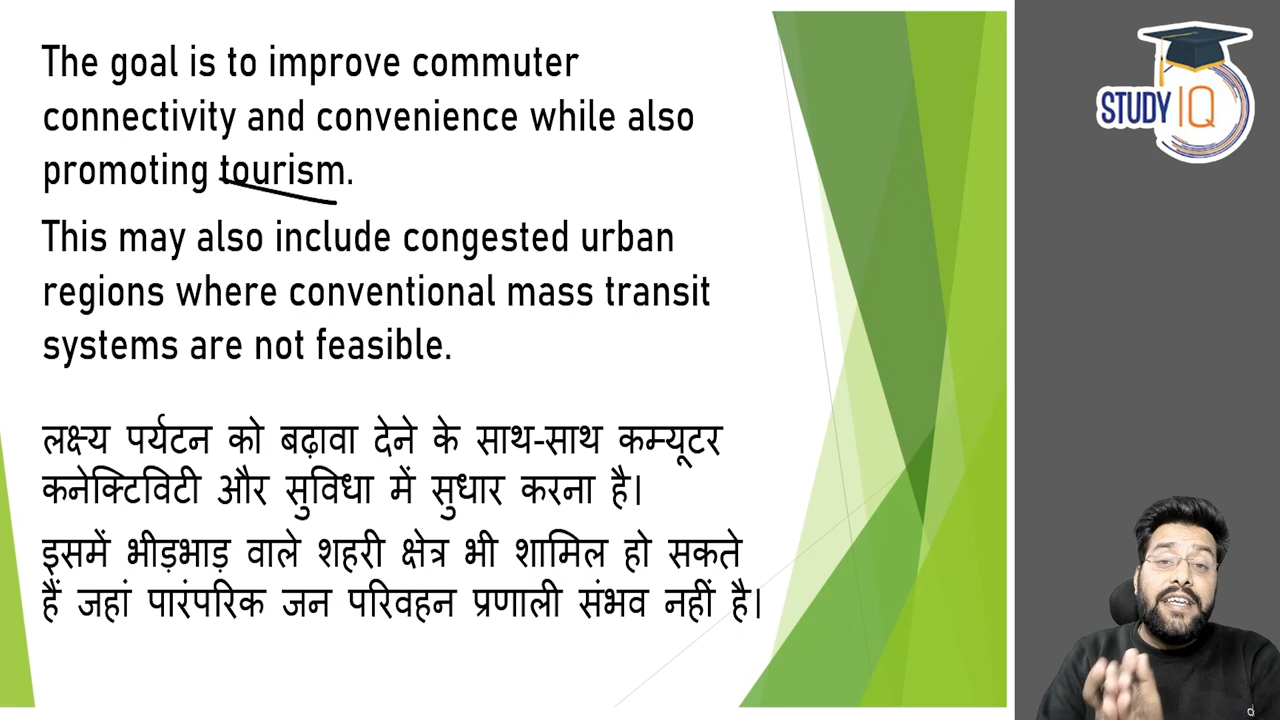 The goal is to improve commuter
connectivity and convenience while also
promoting tourism.
This may also include congested urban
regions where conventional mass transit
systems are not feasible.
लक्ष्य पर्यटन को बढ़ावा देने के साथ-साथ कम्यूटर
कनेक्टिविटी और सुविधा में सुधार करना है।
इसमें भीड़भाड़ वाले शहरी क्षेत्र भी शामिल हो सकते
हैं जहां पारंपरिक जन परिवहन प्रणाली संभव नहीं है।
STUDY IQ